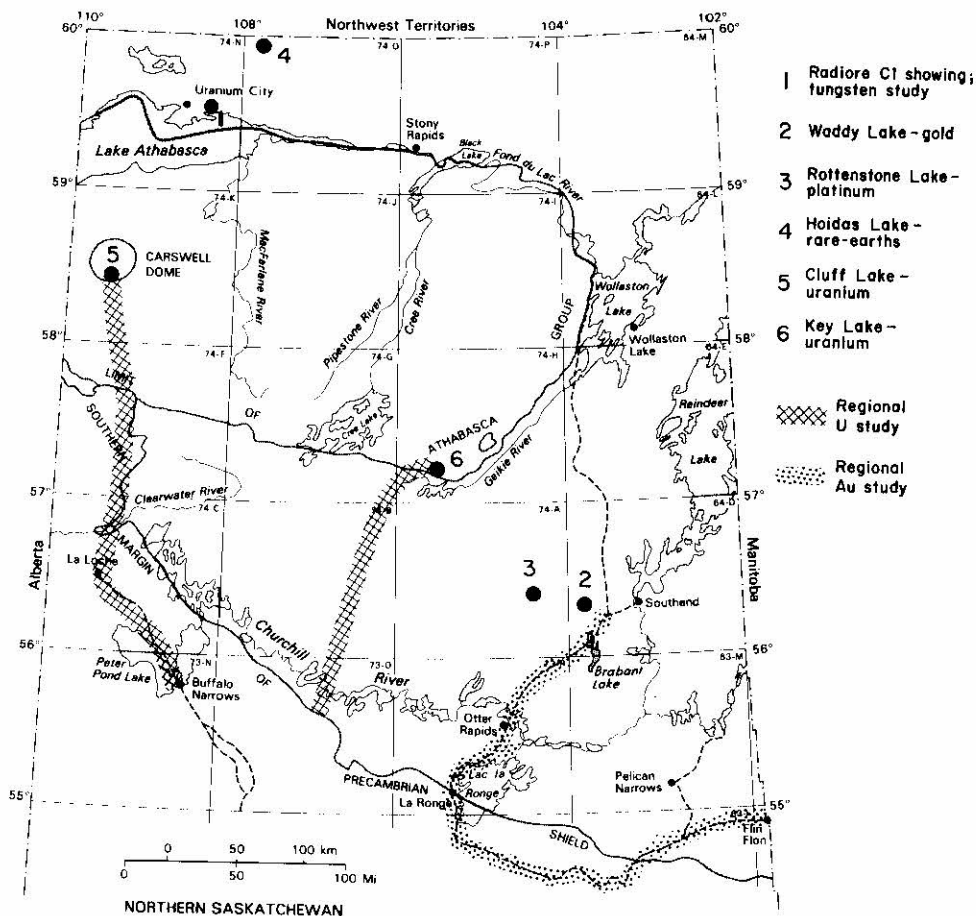 110°
108°
Northwest Territories
104°
102°
60°
74-N
74-O
74-P
60°
64-M
4
Uranium City
1
Stony
Rapids
Black
Lake
Fond du Lac River
Lake Athabasca
59°
59°
74-K
74-J
74-I
64-L
5
CARSWELL
DOME
MacFarlane River
Pipestone River
Cree River
Wollaston
Lake
GROUP
Wollaston
Lake
58°
58°
74-F
74-G
74-H
64-E
LIMIT
OF
SOUTHERN
Cree Lake
ATHABASCA
6
Geikie River
Reindeer
Lake
57°
57°
Clearwater River
74-C
74-B
74-A
64-D
Alberta
Manitoba
La Loche
MARGIN
3
2
Southend
56°
56°
Churchill
River
73-N
73-O
63-M
OF
Peter
Pond Lake
Buffalo
Narrows
Brabant
Lake
Otter
Rapids
PRECAMBRIAN
Lac la
Ronge
La Ronge
Pelican
Narrows
55°
55°
SHIELD
Flin
Flon
0 50 100 km
0 50 100 Mi
NORTHERN SASKATCHEWAN
1 Radiore C1 showing;
tungsten study
2 Waddy Lake - gold
3 Rottenstone Lake -
platinum
4 Hoidas Lake -
rare-earths
5 Cluff Lake -
uranium
6 Key Lake -
uranium
Regional
U study
Regional
Au study